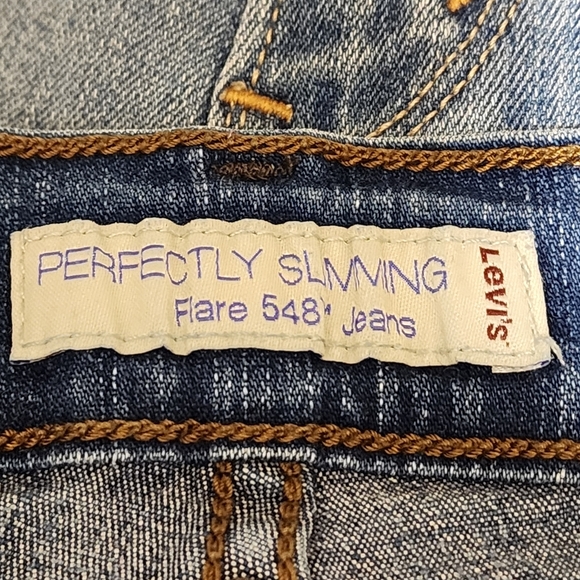 PERFECTLY SLIMMING
Flare 548™ Jeans
Levi's